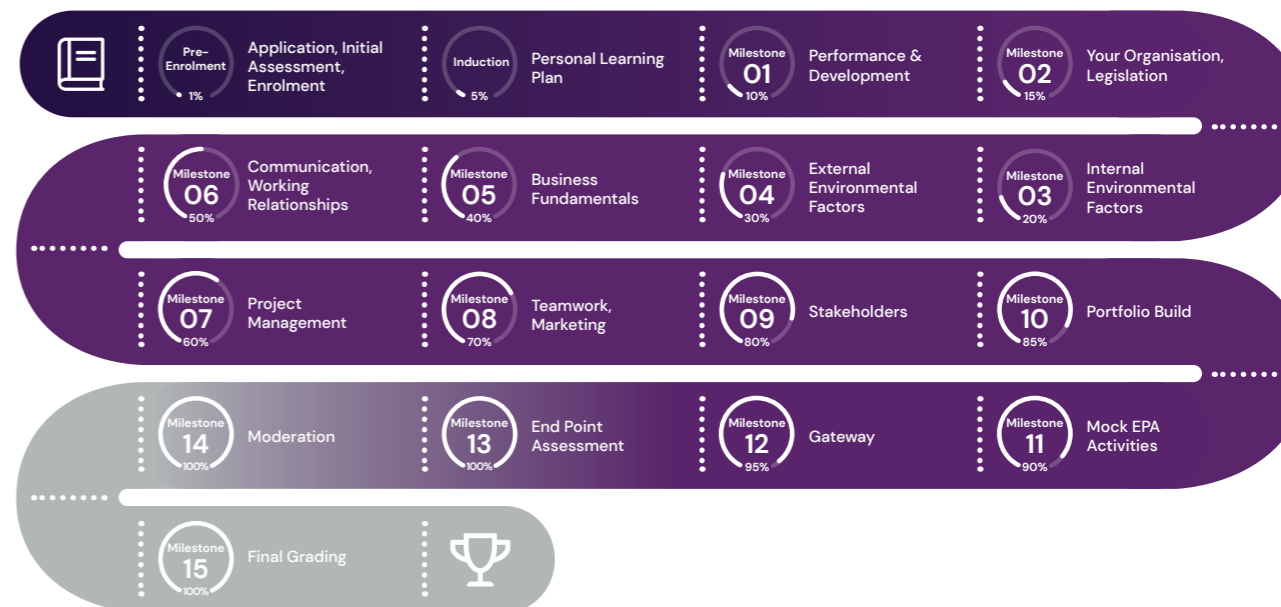 Pre-
Enrolment
1%
Application, Initial
Assessment,
Enrolment
Induction
5%
Personal Learning
Plan
Milestone
01
10%
Performance &
Development
Milestone
02
15%
Your Organisation,
Legislation
Milestone
03
20%
Internal
Environmental
Factors
Milestone
04
30%
External
Environmental
Factors
Milestone
05
40%
Business
Fundamentals
Milestone
06
50%
Communication,
Working
Relationships
Milestone
07
60%
Project
Management
Milestone
08
70%
Teamwork,
Marketing
Milestone
09
80%
Stakeholders
Milestone
10
85%
Portfolio Build
Milestone
11
90%
Mock EPA
Activities
Milestone
12
95%
Gateway
Milestone
13
100%
End Point
Assessment
Milestone
14
100%
Moderation
Milestone
15
100%
Final Grading